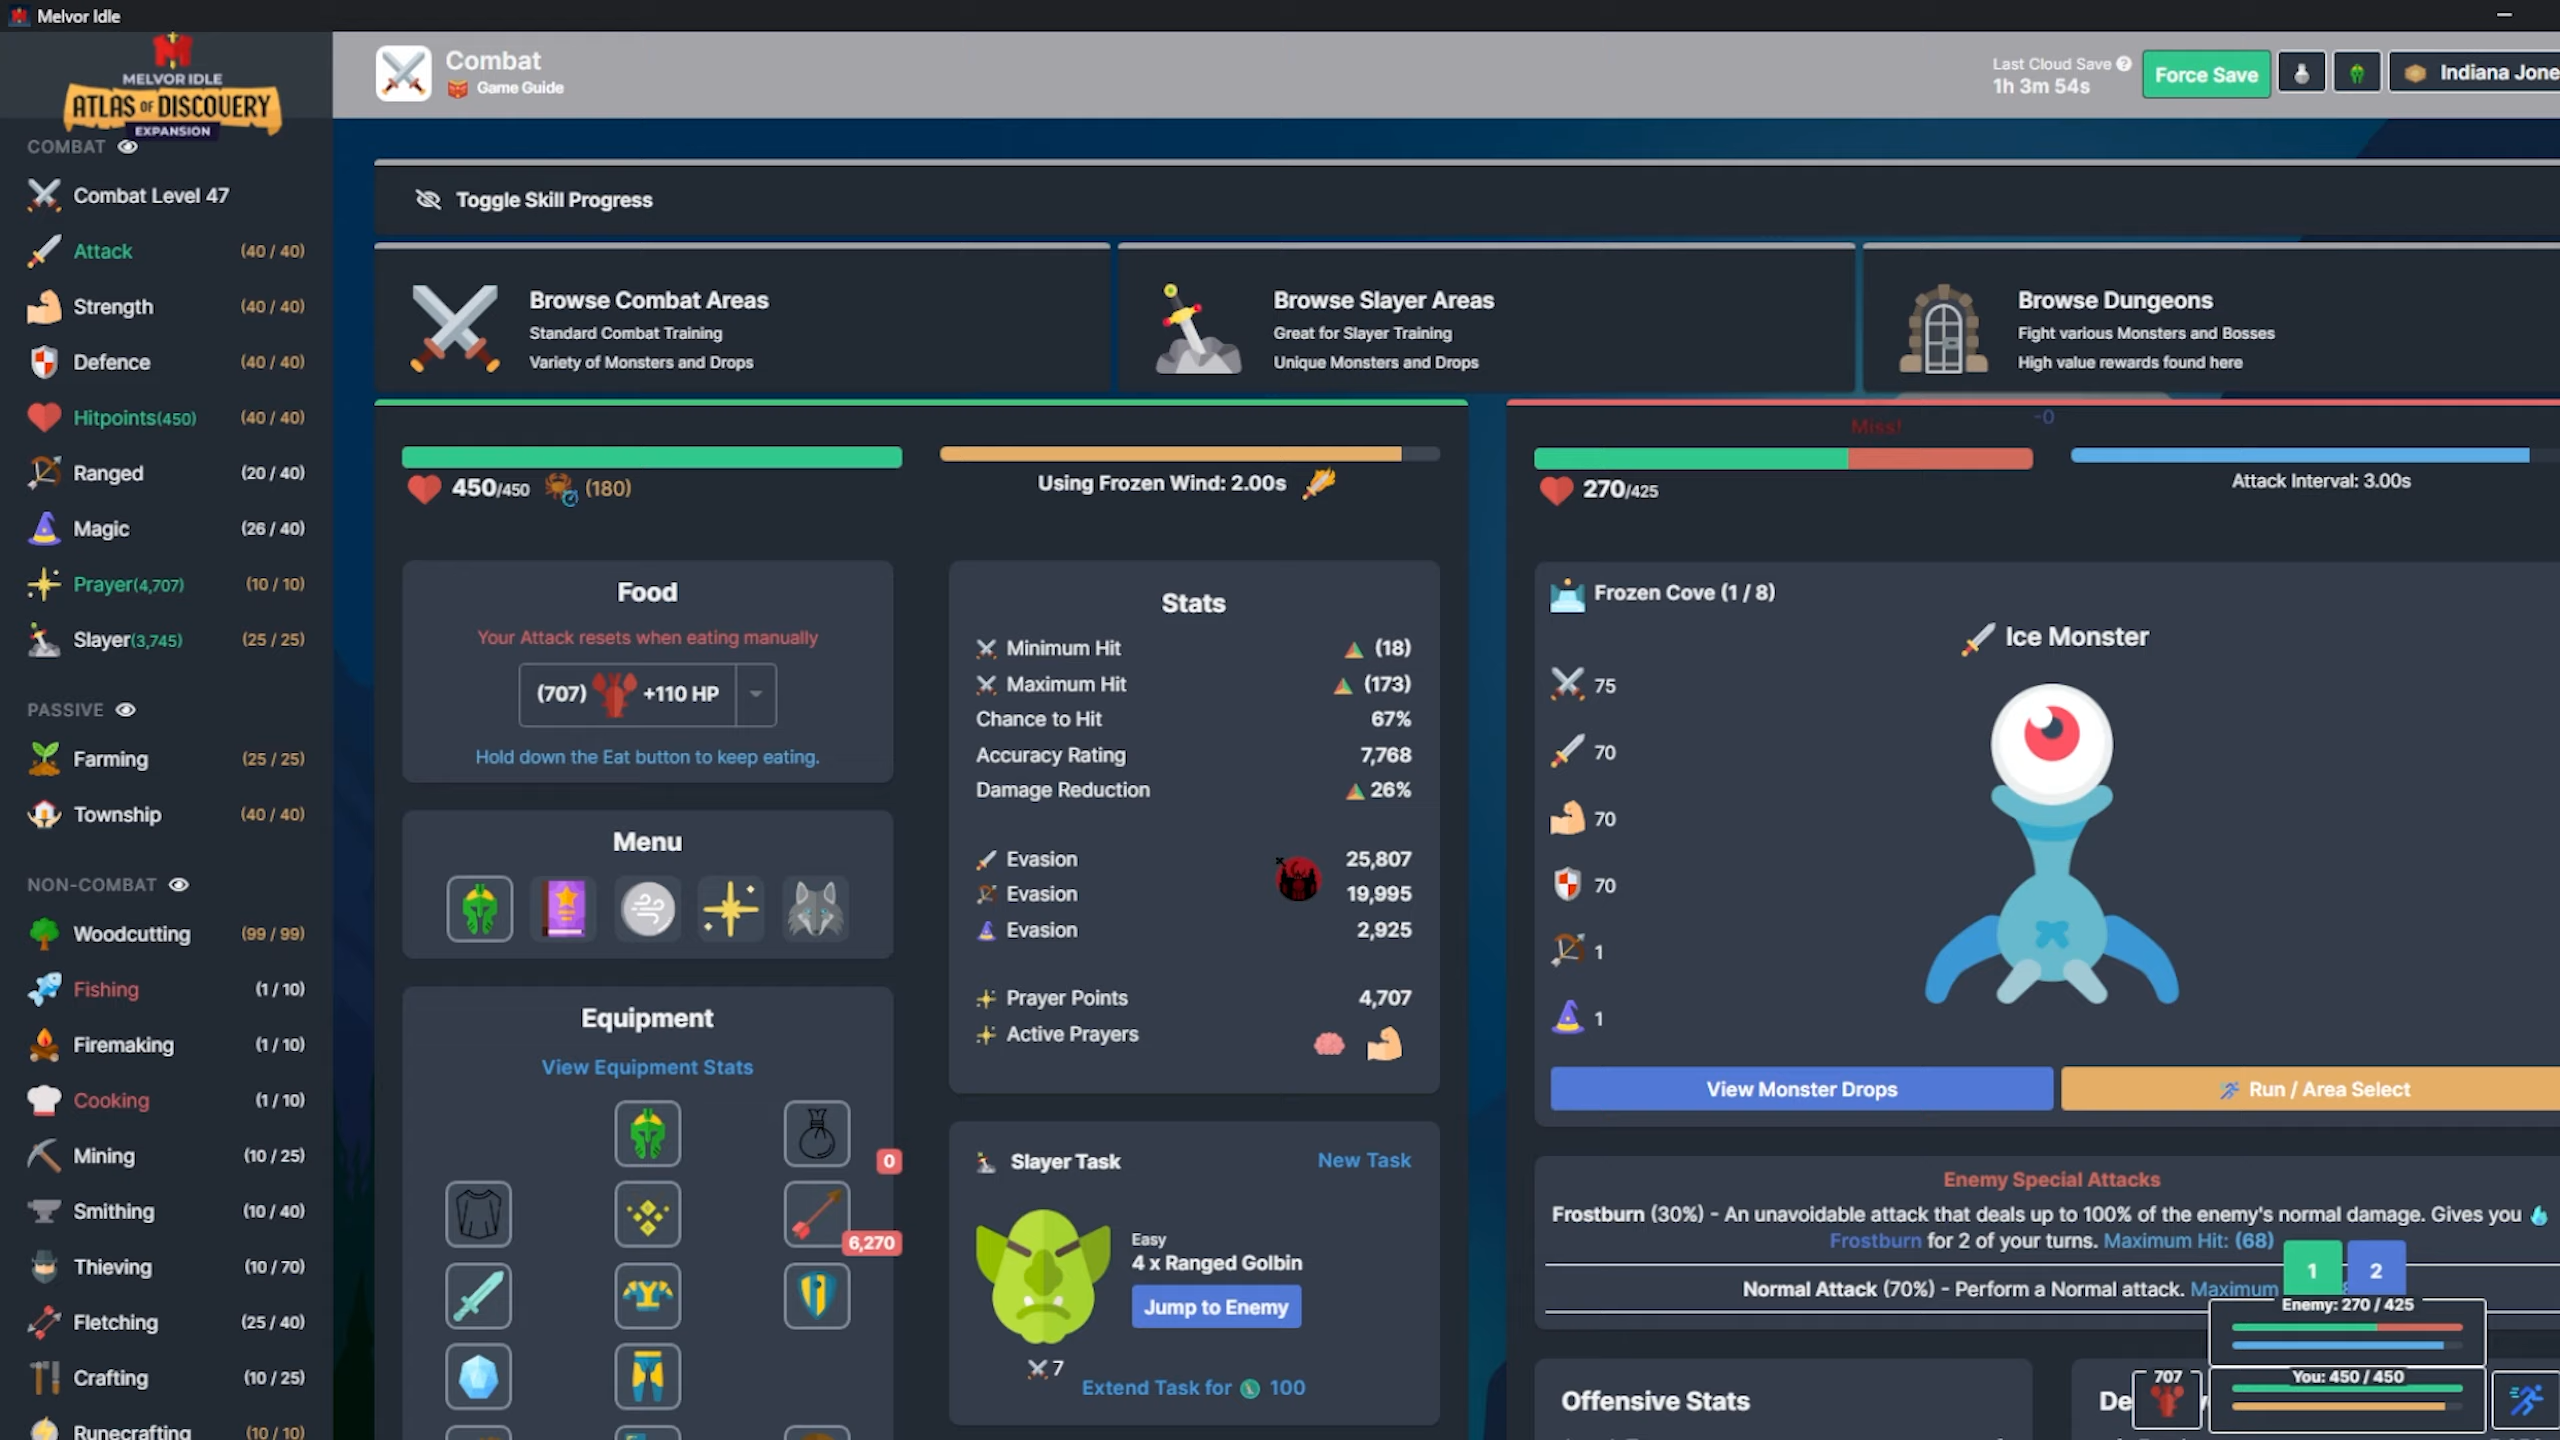 Melvor Idle
MELVOR IDLE
ATLAS OF DISCOVERY
EXPANSION
Combat
Game Guide
Last Cloud Save
1h 3m 54s
Force Save
Indiana Jone
COMBAT
Combat Level 47
Attack (40 / 40)
Strength (40 / 40)
Defence (40 / 40)
Hitpoints(450) (40 / 40)
Ranged (20 / 40)
Magic (26 / 40)
Prayer(4,707) (10 / 10)
Slayer(3,745) (25 / 25)
PASSIVE
Farming (25 / 25)
Township (40 / 40)
NON-COMBAT
Woodcutting (99 / 99)
Fishing (1 / 10)
Firemaking (1 / 10)
Cooking (1 / 10)
Mining (10 / 25)
Smithing (10 / 40)
Thieving (10 / 70)
Fletching (25 / 40)
Crafting (10 / 25)
Runecrafting (10 / 10)
Toggle Skill Progress
Browse Combat Areas
Standard Combat Training
Variety of Monsters and Drops
Browse Slayer Areas
Great for Slayer Training
Unique Monsters and Drops
Browse Dungeons
Fight various Monsters and Bosses
High value rewards found here
450/450 (180)
Using Frozen Wind: 2.00s
Food
Your Attack resets when eating manually
(707) +110 HP
Hold down the Eat button to keep eating.
Menu
Equipment
View Equipment Stats
0
6,270
Stats
Minimum Hit (18)
Maximum Hit (173)
Chance to Hit 67%
Accuracy Rating 7,768
Damage Reduction 26%
Evasion 25,807
Evasion 19,995
Evasion 2,925
Prayer Points 4,707
Active Prayers
Slayer Task New Task
Easy
4 x Ranged Golbin
Jump to Enemy
7
Extend Task for 100
Miss!
-0
270/425
Attack Interval: 3.00s
Frozen Cove (1 / 8)
Ice Monster
75
70
70
70
1
1
View Monster Drops
Run / Area Select
Enemy Special Attacks
Frostburn (30%) - An unavoidable attack that deals up to 100% of the enemy's normal damage. Gives you
Frostburn for 2 of your turns. Maximum Hit: (68)
Normal Attack (70%) - Perform a Normal attack. Maximum
1 2
Enemy: 270 / 425
You: 450 / 450
707
Offensive Stats
De